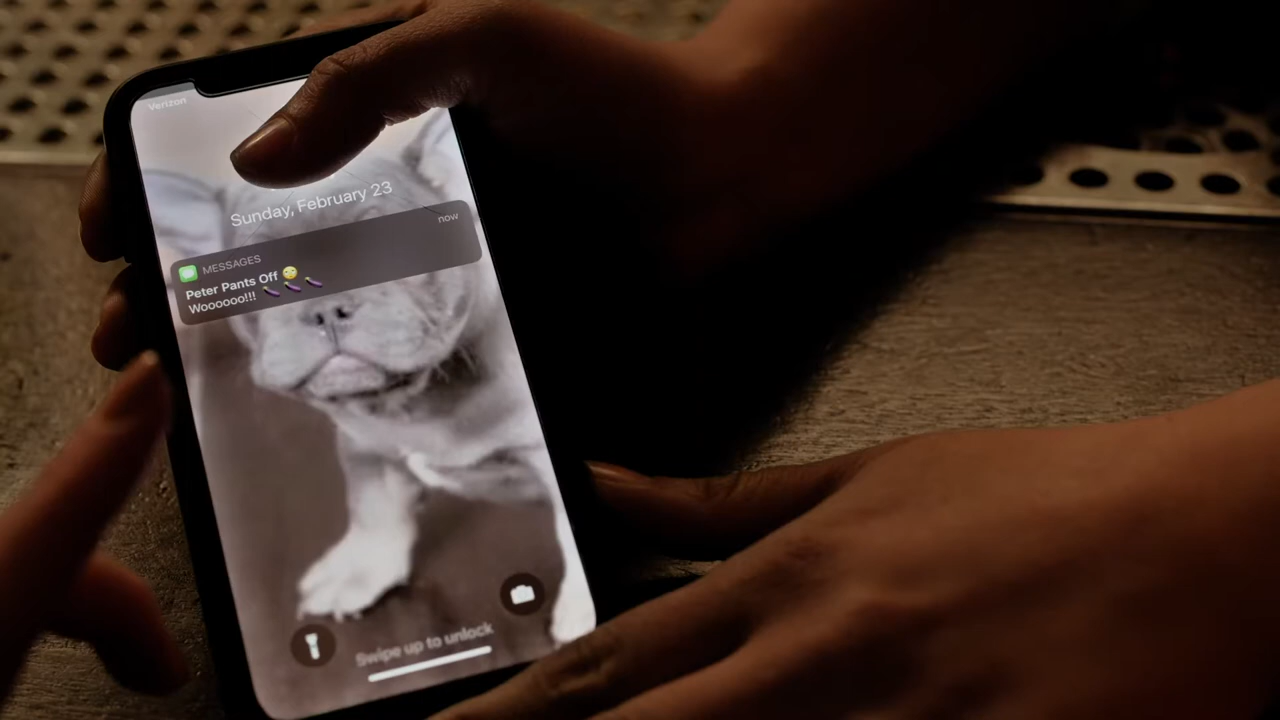 Verizon
Sunday, February 23
now
MESSAGES
Peter Pants Off 😳
Woooooo!!! 🍆 🍆 🍆
Swipe up to unlock